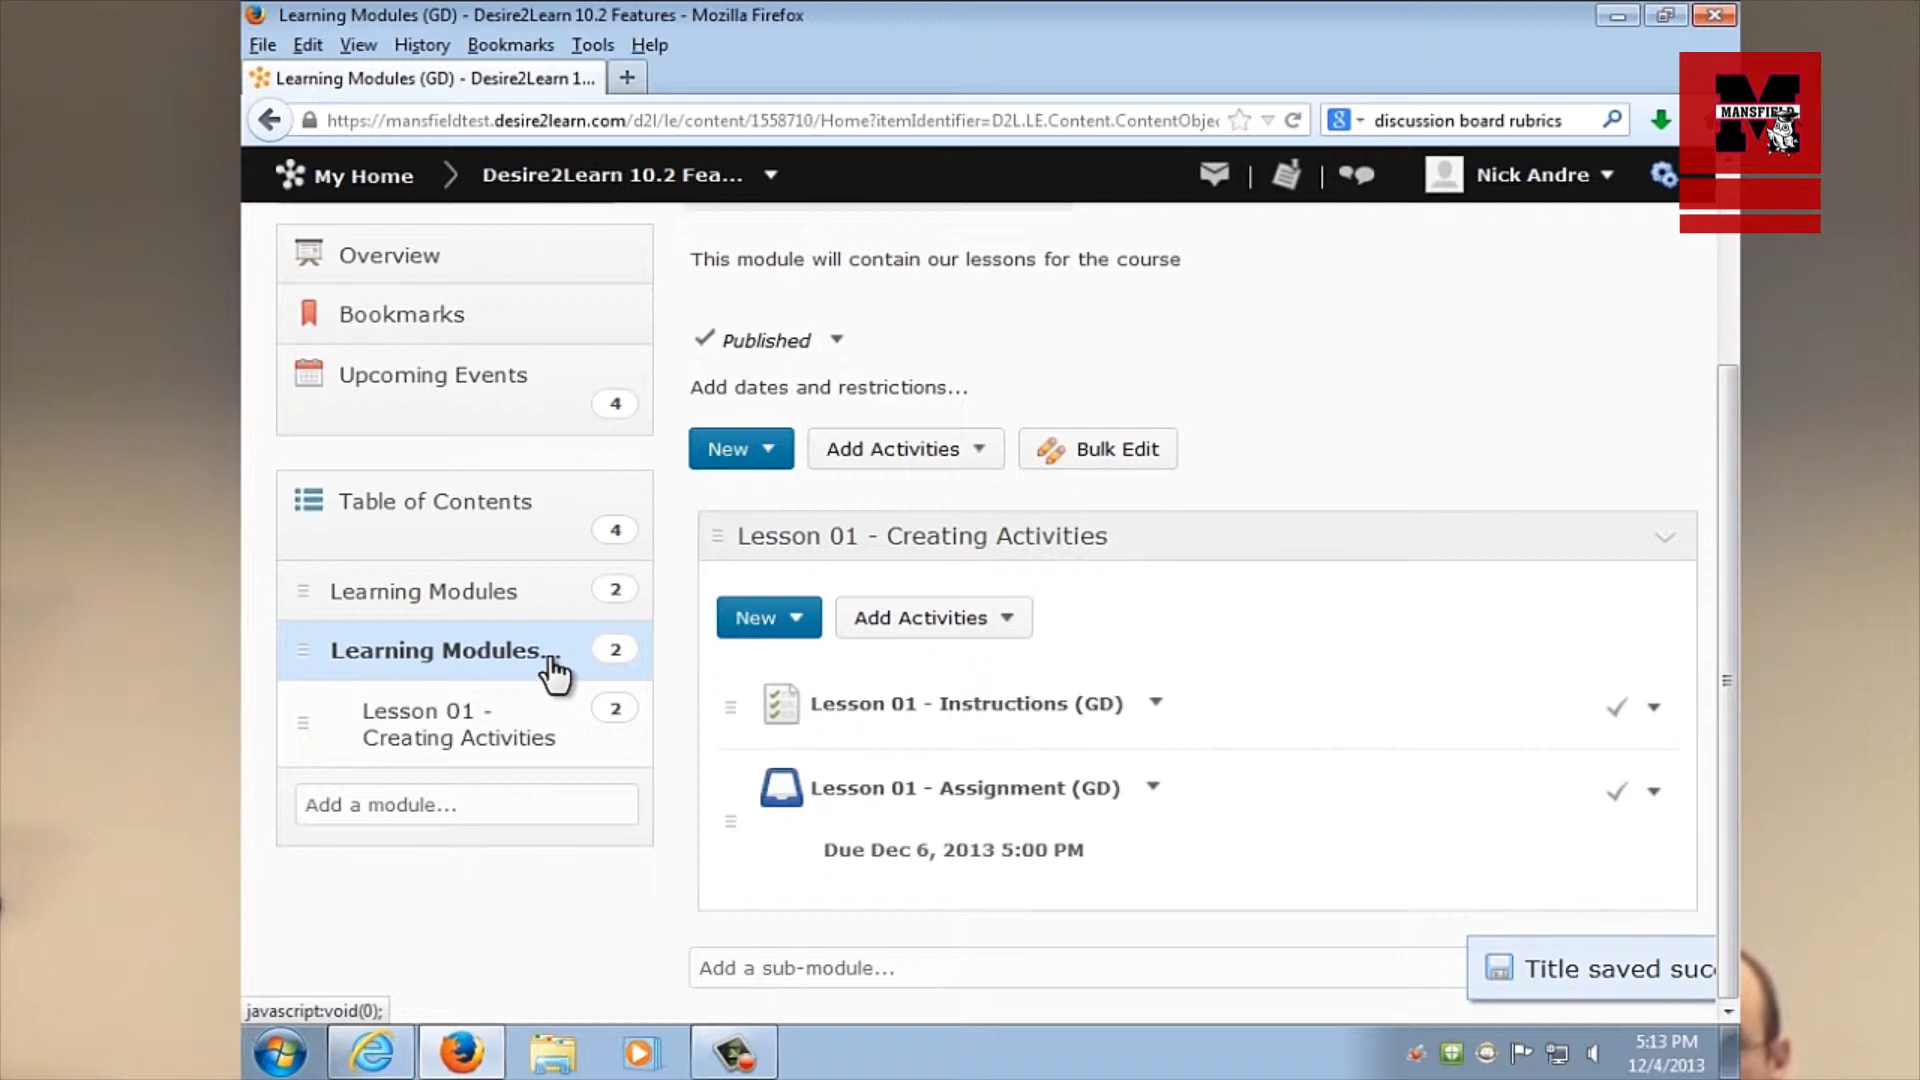 Learning Modules (GD) - Desire2Learn 10.2 Features - Mozilla Firefox
File Edit View History Bookmarks Tools Help
Learning Modules (GD) - Desire2Learn 1...
https://mansfieldtest.desire2learn.com/d2l/le/content/1558710/Home?itemIdentifier=D2L.LE.Content.ContentObjec
8 discussion board rubrics
MANSFIELD
My Home
Desire2Learn 10.2 Fea...
Nick Andre
Overview
Bookmarks
Upcoming Events
4
Table of Contents
4
Learning Modules 2
Learning Modules... 2
Lesson 01 - 2
Creating Activities
Add a module...
This module will contain our lessons for the course
Published
Add dates and restrictions...
New Add Activities Bulk Edit
Lesson 01 - Creating Activities
New Add Activities
Lesson 01 - Instructions (GD)
Lesson 01 - Assignment (GD)
Due Dec 6, 2013 5:00 PM
Add a sub-module...
Title saved suc
javascript:void(0);
5:13 PM
12/4/2013